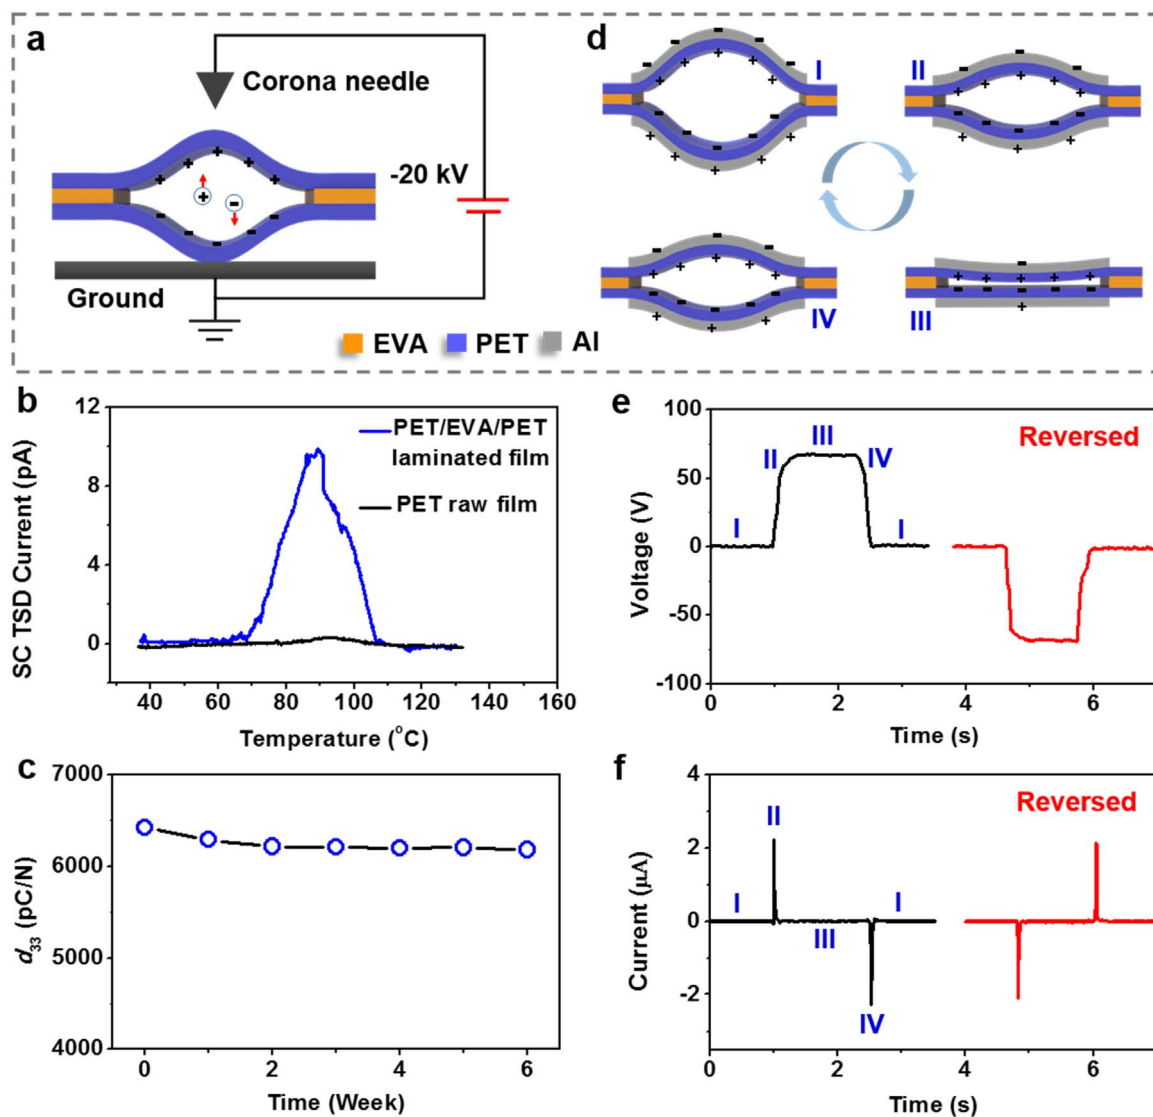 a
Corona needle
-20 kV
Ground
EVA PET Al
d
I
II
IV
III
b
12
8
4
0
SC TSD Current (pA)
PET/EVA/PET
laminated film
PET raw film
40 60 80 100 120 140 160
Temperature (°C)
c
7000
6000
5000
4000
d33 (pC/N)
0 2 4 6
Time (Week)
e
100
50
0
-50
-100
Voltage (V)
I
II
III
IV
I
Reversed
0 2 4 6
Time (s)
f
4
2
0
-2
Current (μA)
I
II
III
IV
I
Reversed
0 2 4 6
Time (s)